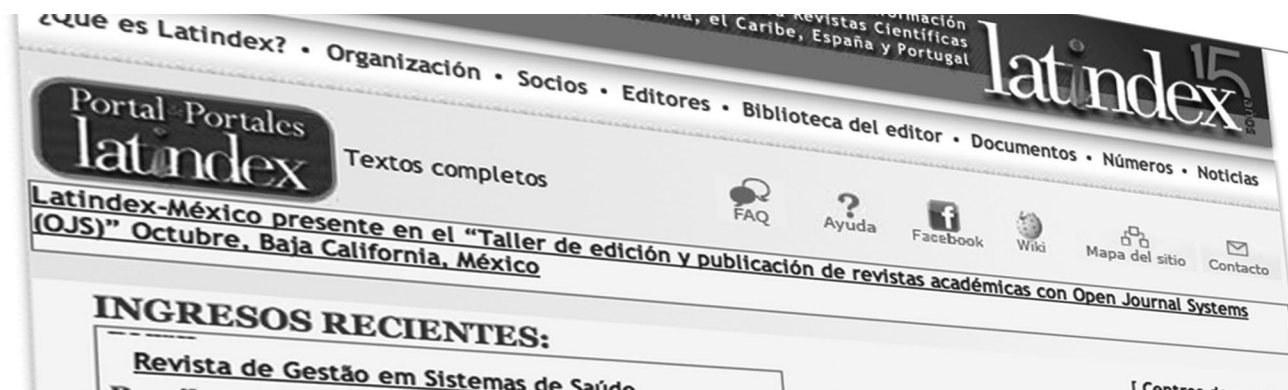 Revistas Científicas
el Caribe, España y Portugal
latindex
15
años
¿Qué es Latindex? • Organización • Socios • Editores • Biblioteca del editor • Documentos • Números • Noticias
Portal de Portales
latindex
Textos completos
FAQ
Ayuda
Facebook
Wiki
Mapa del sitio
Contacto
Latindex-México presente en el “Taller de edición y publicación de revistas académicas con Open Journal Systems
(OJS)” Octubre, Baja California, México
INGRESOS RECIENTES:
Revista de Gestão em Sistemas de Saúde